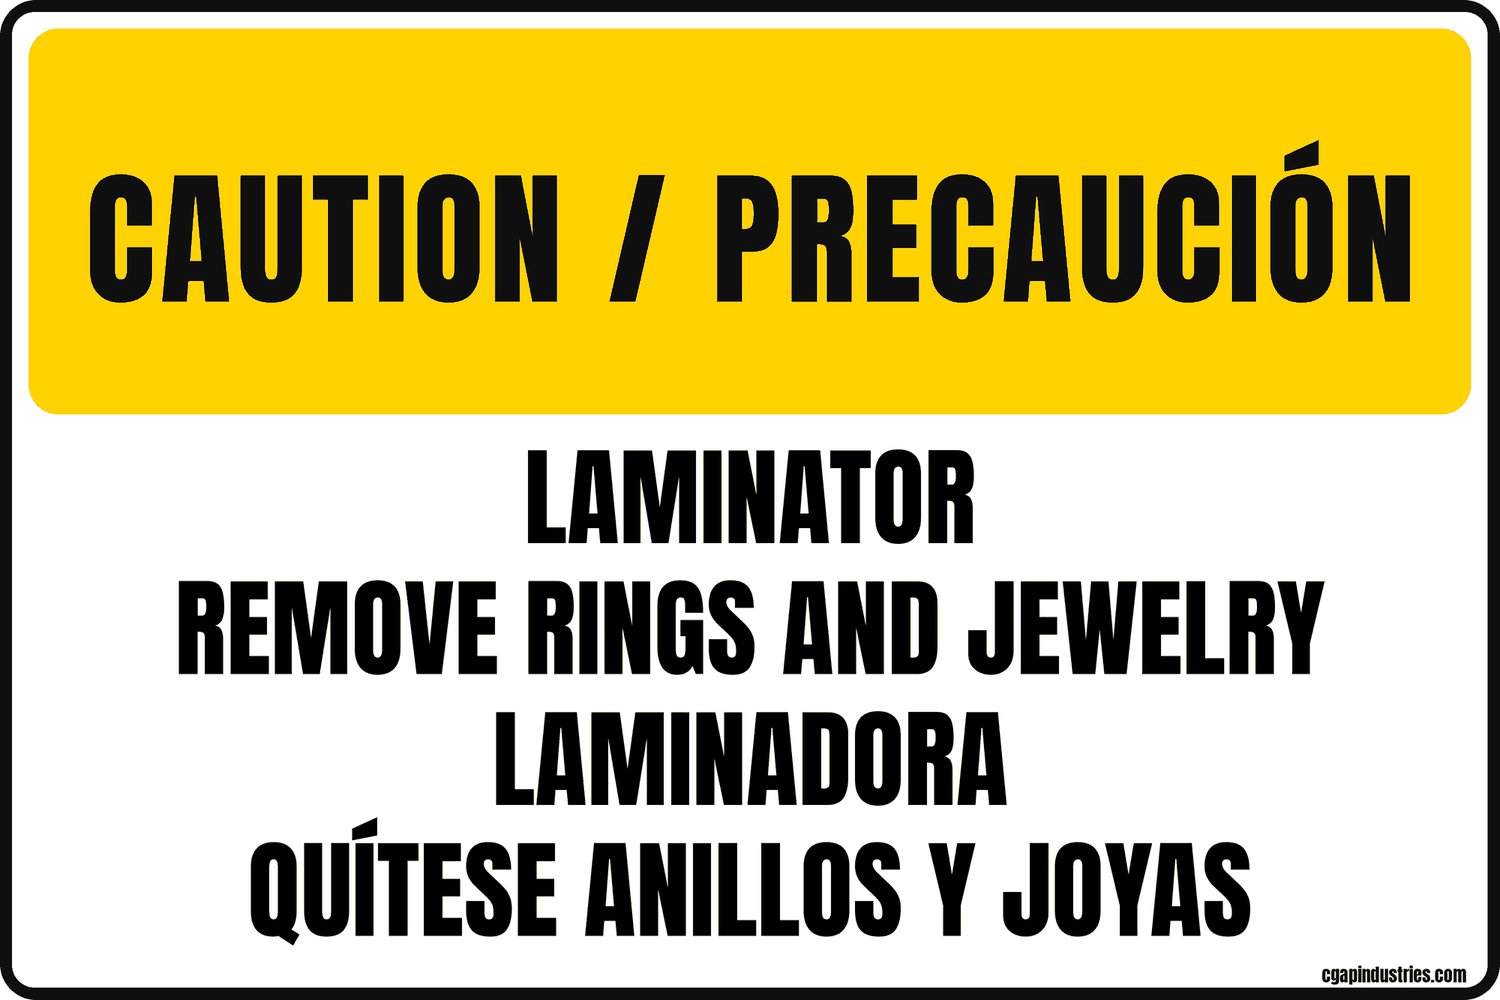 CAUTION / PRECAUCIÓN
LAMINATOR
REMOVE RINGS AND JEWELRY
LAMINADORA
QUÍTESE ANILLOS Y JOYAS
cgapindustries.com